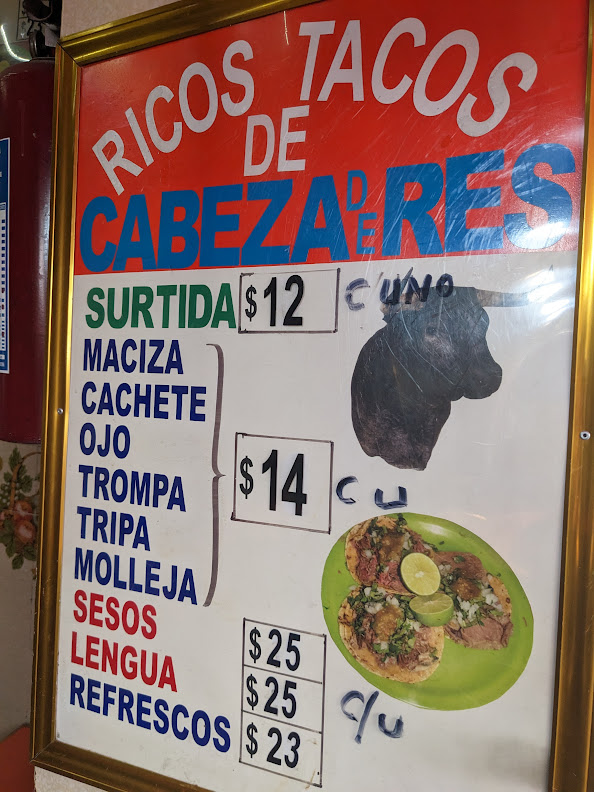 RICOS TACOS
DE
CABEZA DE RES
SURTIDA $12 C/UNO
MACIZA
CACHETE
OJO
TROMPA
TRIPA
MOLLEJA
$14 C U
SESOS $25
LENGUA $25
REFRESCOS $23
C/U